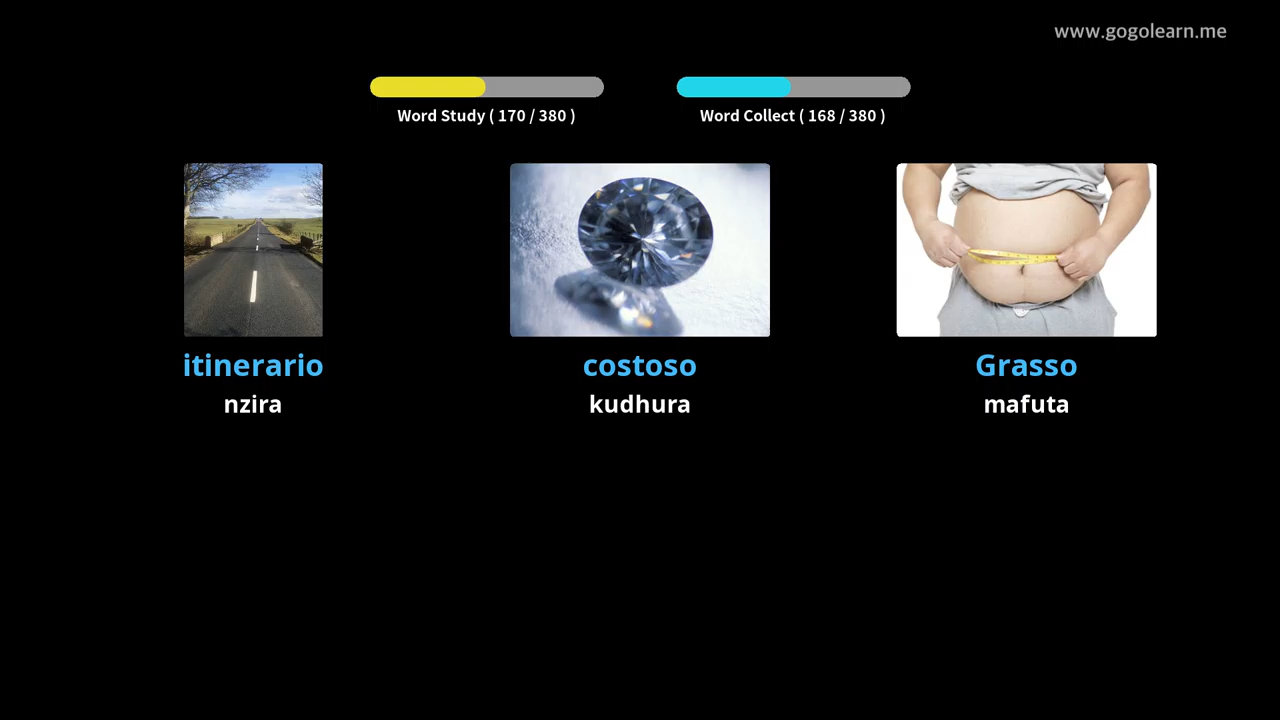 www.gogolearn.me
Word Study ( 170 / 380 )
Word Collect ( 168 / 380 )
itinerario
nzira
costoso
kudhura
Grasso
mafuta